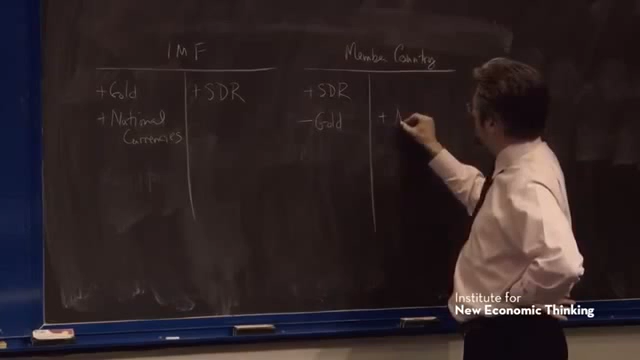 IMF
+ Gold
+ SDR
+ National
Currencies
Member Country
+ SDR
- Gold
+
Institute for
New Economic Thinking